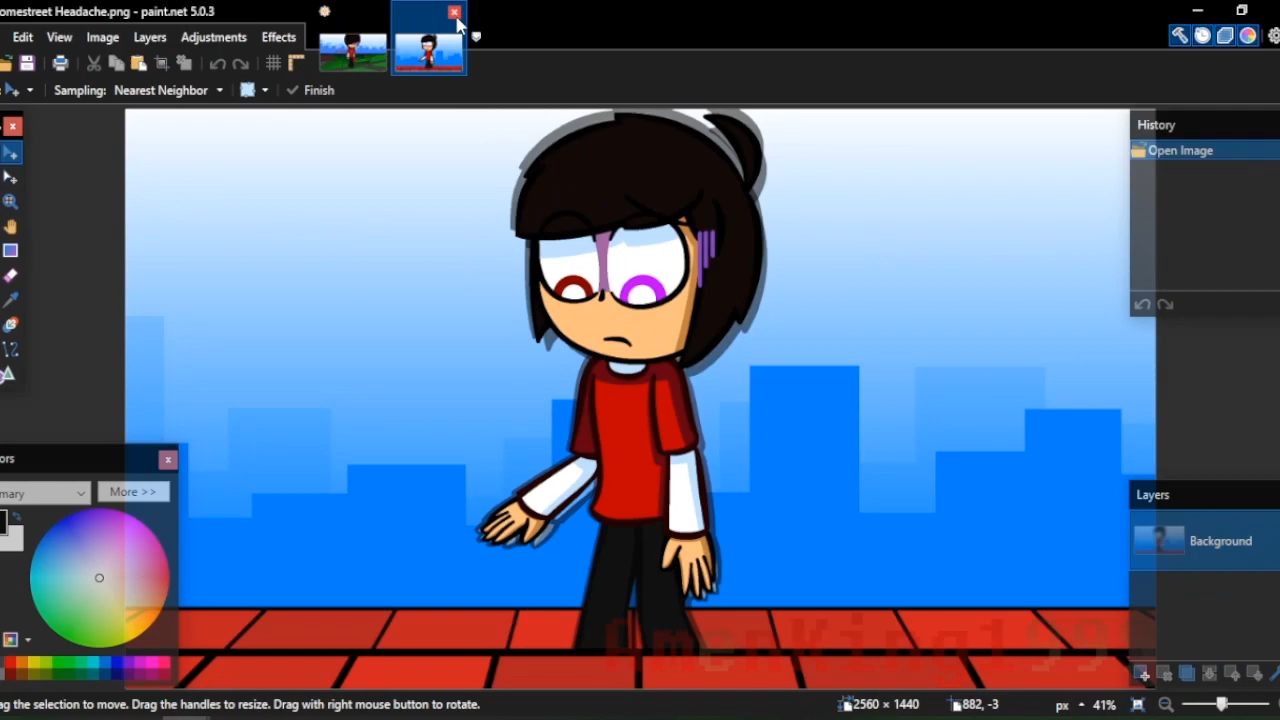 omestreet Headache.png - paint.net 5.0.3
Edit View Image Layers Adjustments Effects
Sampling: Nearest Neighbor Finish
History
Open Image
ors
mary More >>
Layers
Background
AmenKing199
ag the selection to move. Drag the handles to resize. Drag with right mouse button to rotate. 2560 × 1440 882, -3 px 41%